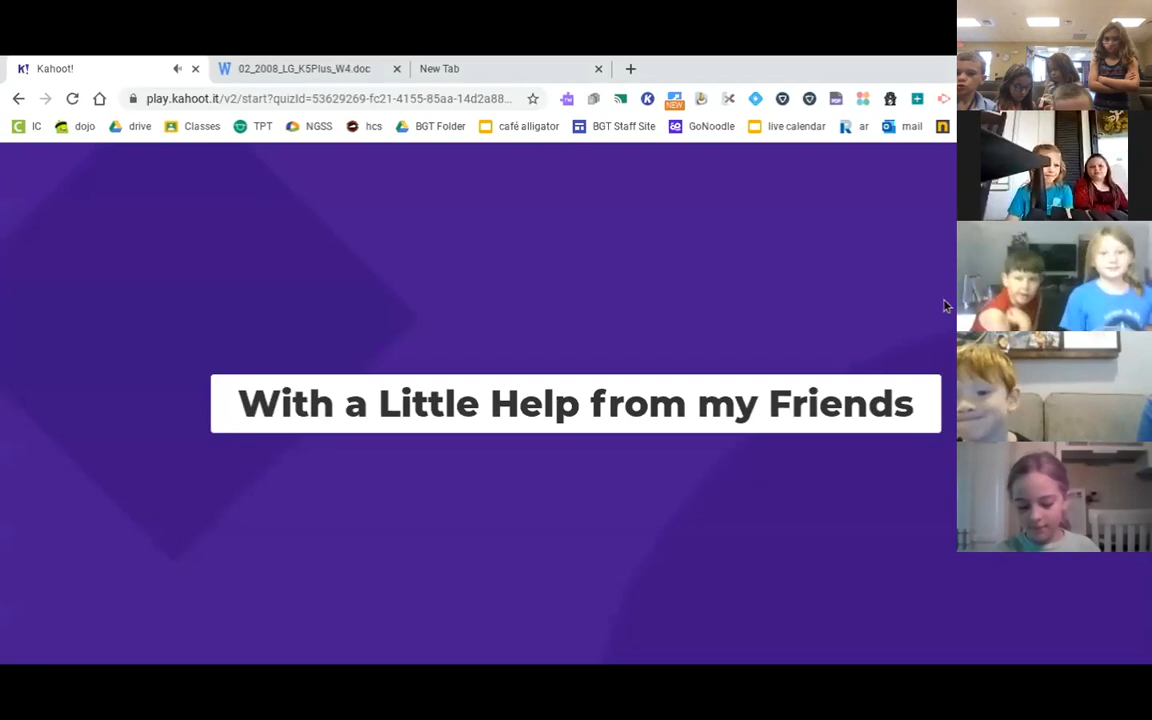 K! Kahoot!
W 02_2008_LG_K5Plus_W4.doc
New Tab
play.kahoot.it/v2/start?quizId=53629269-fc21-4155-85aa-14d2a88...
NEW
IC dojo drive Classes TPT NGSS hcs BGT Folder café alligator BGT Staff Site GoNoodle live calendar ar mail
With a Little Help from my Friends